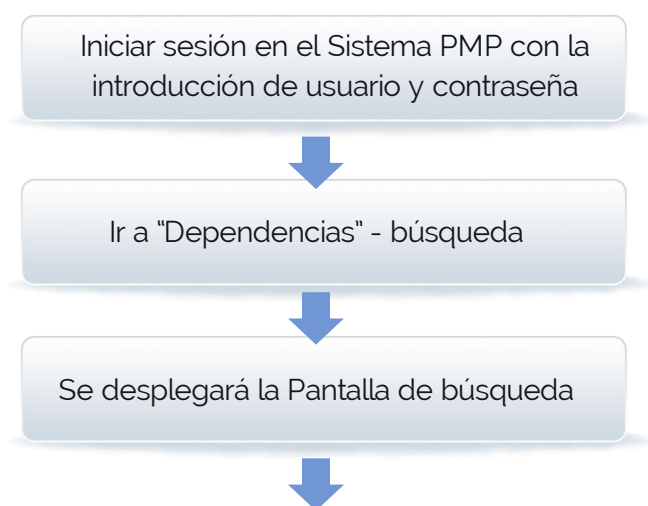 Iniciar sesión en el Sistema PMP con la
introducción de usuario y contraseña
Ir a “Dependencias” - búsqueda
Se desplegará la Pantalla de búsqueda